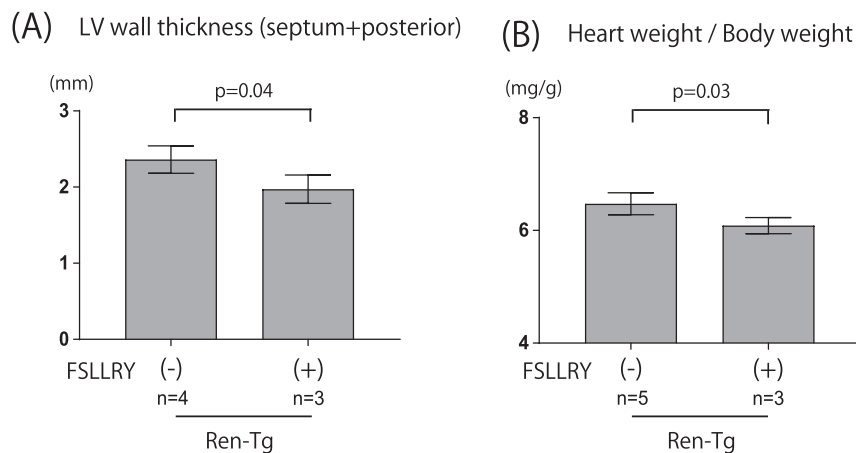 (A) LV wall thickness (septum+posterior)
(mm)
p=0.04
3
2
1
0
FSLLRY (-) (+)
n=4 n=3
Ren-Tg
(B) Heart weight / Body weight
(mg/g)
p=0.03
8
6
4
FSLLRY (-) (+)
n=5 n=3
Ren-Tg